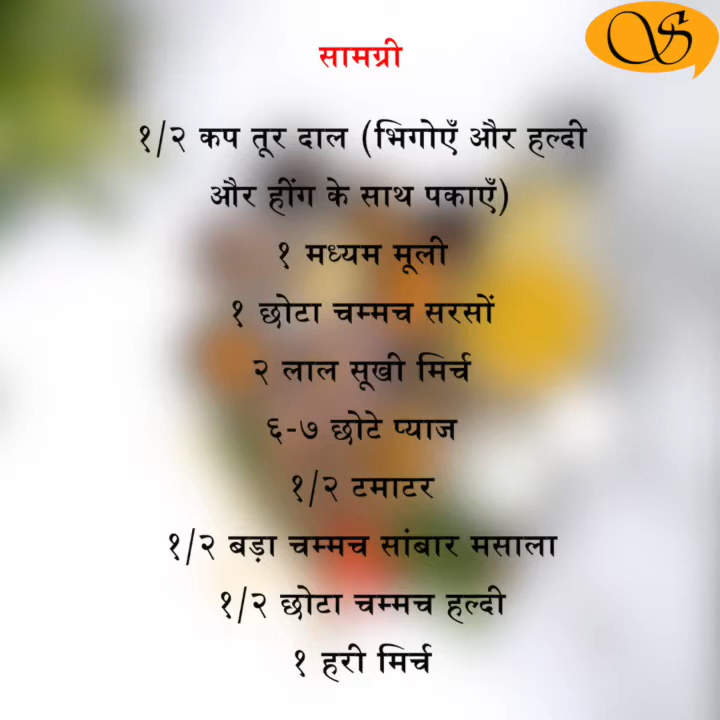 सामग्री
१/२ कप तूर दाल (भिगोएँ और हल्दी
और हींग के साथ पकाएँ)
१ मध्यम मूली
१ छोटा चम्मच सरसों
२ लाल सूखी मिर्च
६-७ छोटे प्याज
१/२ टमाटर
१/२ बड़ा चम्मच सांबार मसाला
१/२ छोटा चम्मच हल्दी
१ हरी मिर्च